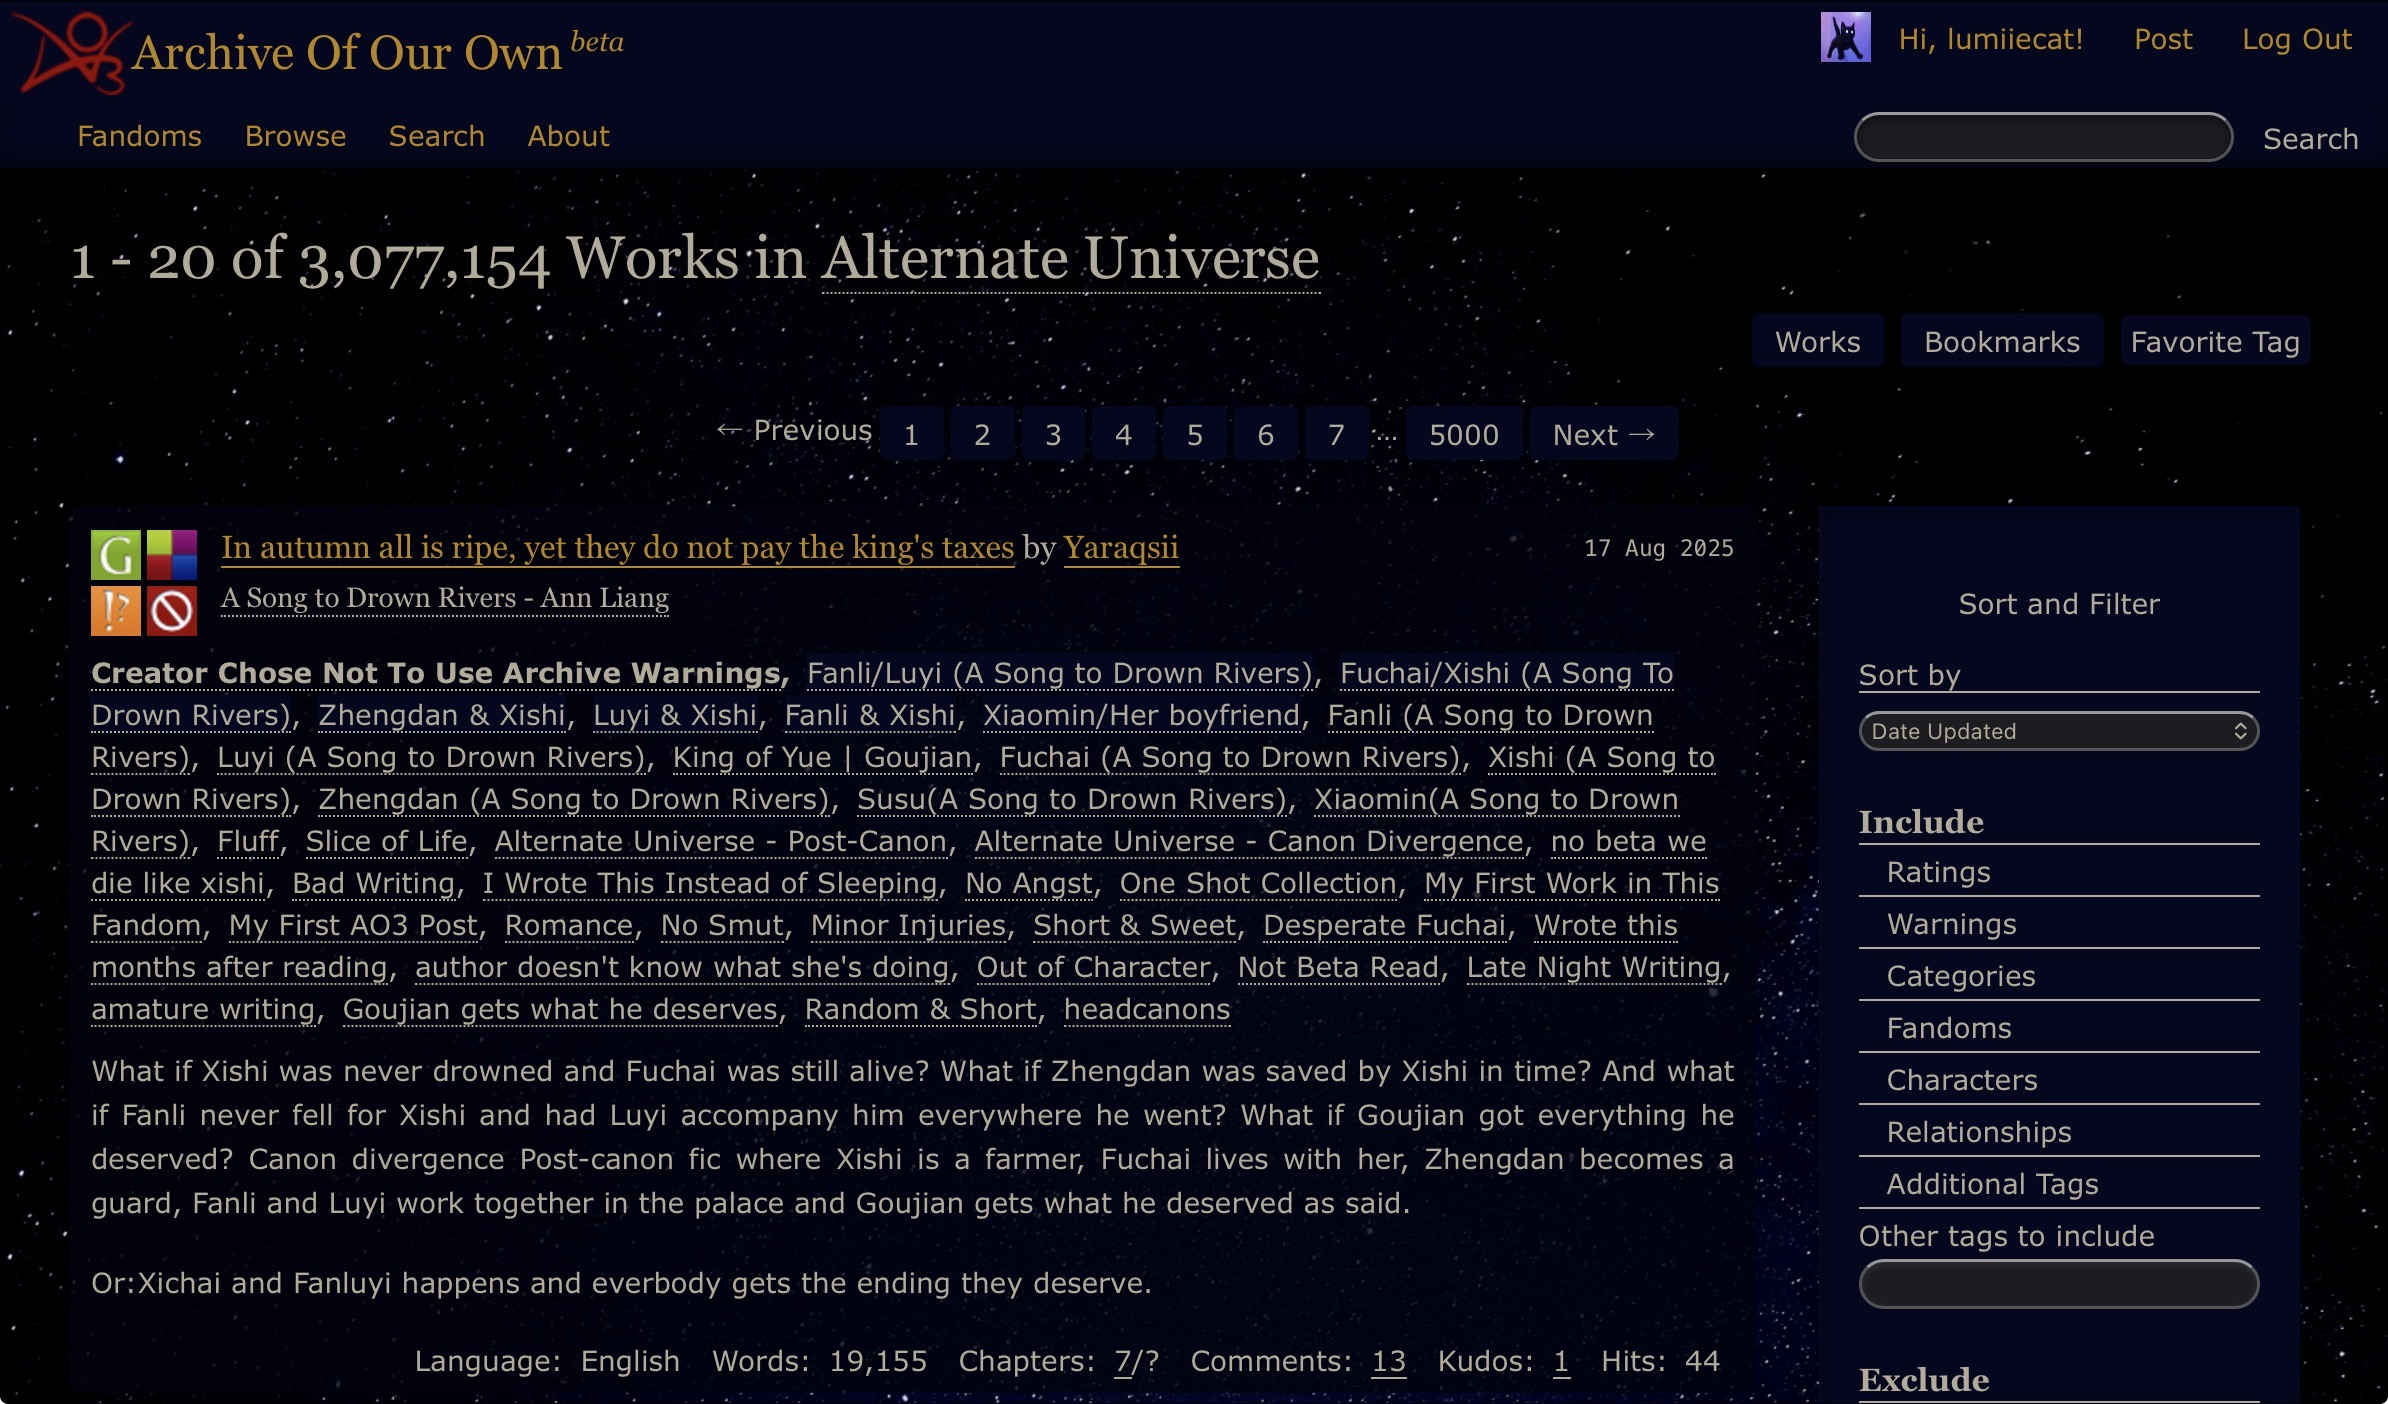 Archive Of Our Own beta
Hi, lumiiecat! Post Log Out
Fandoms Browse Search About
Search
1 - 20 of 3,077,154 Works in Alternate Universe
Works Bookmarks Favorite Tag
← Previous 1 2 3 4 5 6 7 … 5000 Next →
In autumn all is ripe, yet they do not pay the king's taxes by Yaraqsii
17 Aug 2025
A Song to Drown Rivers - Ann Liang
Creator Chose Not To Use Archive Warnings, Fanli/Luyi (A Song to Drown Rivers), Fuchai/Xishi (A Song To
Drown Rivers), Zhengdan & Xishi, Luyi & Xishi, Fanli & Xishi, Xiaomin/Her boyfriend, Fanli (A Song to Drown
Rivers), Luyi (A Song to Drown Rivers), King of Yue | Goujian, Fuchai (A Song to Drown Rivers), Xishi (A Song to
Drown Rivers), Zhengdan (A Song to Drown Rivers), Susu(A Song to Drown Rivers), Xiaomin(A Song to Drown
Rivers), Fluff, Slice of Life, Alternate Universe - Post-Canon, Alternate Universe - Canon Divergence, no beta we
die like xishi, Bad Writing, I Wrote This Instead of Sleeping, No Angst, One Shot Collection, My First Work in This
Fandom, My First AO3 Post, Romance, No Smut, Minor Injuries, Short & Sweet, Desperate Fuchai, Wrote this
months after reading, author doesn't know what she's doing, Out of Character, Not Beta Read, Late Night Writing,
amature writing, Goujian gets what he deserves, Random & Short, headcanons
What if Xishi was never drowned and Fuchai was still alive? What if Zhengdan was saved by Xishi in time? And what
if Fanli never fell for Xishi and had Luyi accompany him everywhere he went? What if Goujian got everything he
deserved? Canon divergence Post-canon fic where Xishi is a farmer, Fuchai lives with her, Zhengdan becomes a
guard, Fanli and Luyi work together in the palace and Goujian gets what he deserved as said.
Or:Xichai and Fanluyi happens and everbody gets the ending they deserve.
Language: English Words: 19,155 Chapters: 7/? Comments: 13 Kudos: 1 Hits: 44
Sort and Filter
Sort by
Date Updated
Include
Ratings
Warnings
Categories
Fandoms
Characters
Relationships
Additional Tags
Other tags to include
Exclude